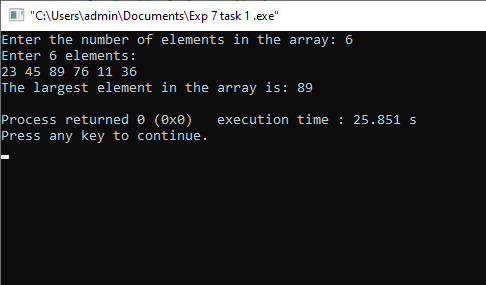 "C:\Users\admin\Documents\Exp 7 task 1 .exe"
Enter the number of elements in the array: 6
Enter 6 elements:
23 45 89 76 11 36
The largest element in the array is: 89
Process returned 0 (0x0)   execution time : 25.851 s
Press any key to continue.